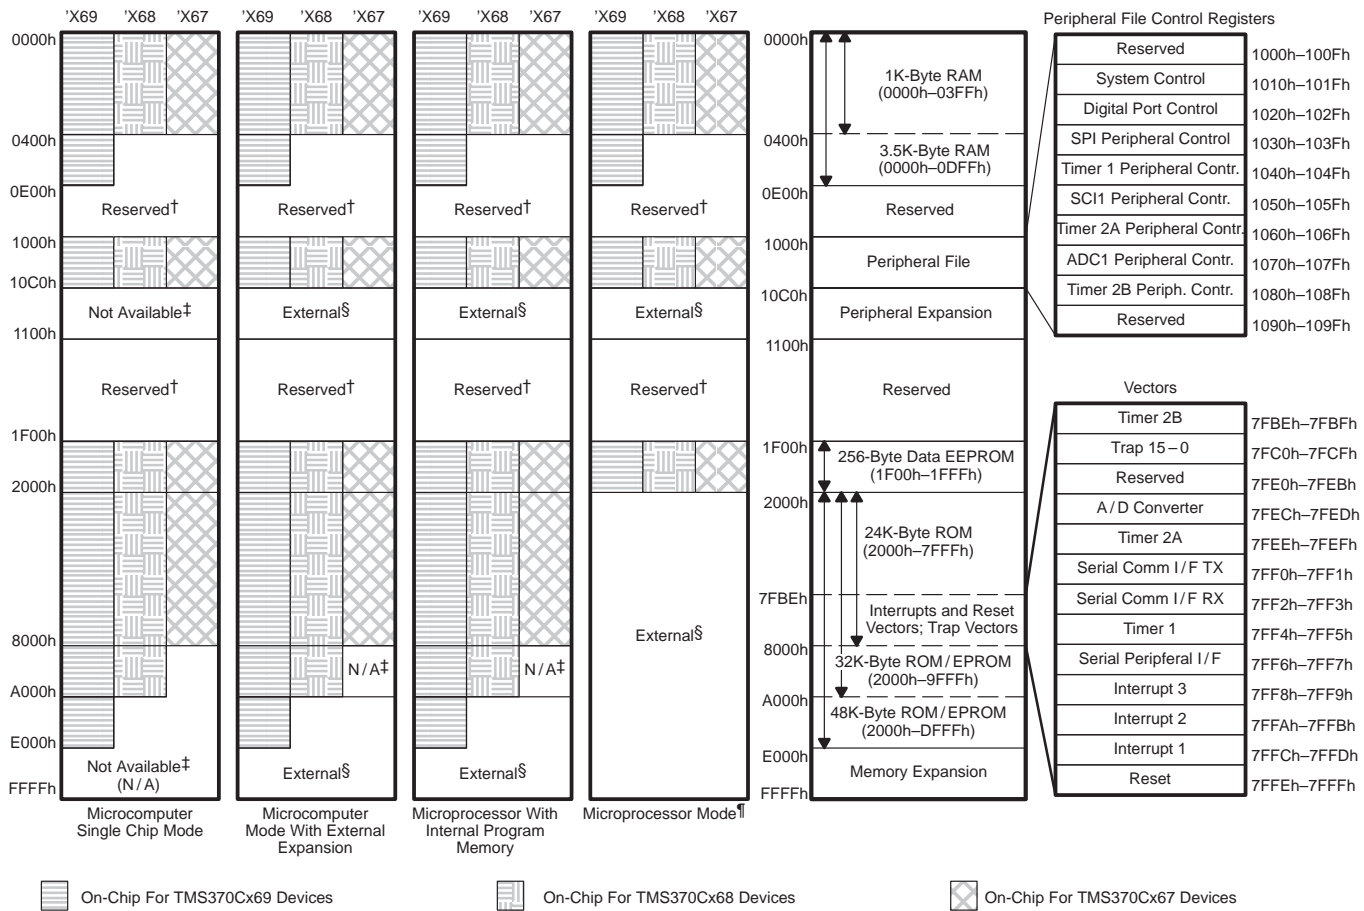 'X69 'X68 'X67
'X69 'X68 'X67
'X69 'X68 'X67
'X69 'X68 'X67
0000h
0400h
0E00h
1000h
10C0h
1100h
1F00h
2000h
8000h
A000h
E000h
FFFFh
Reserved†
Not Available‡
Reserved†
Not Available‡
(N/A)
Microcomputer
Single Chip Mode
Reserved†
External§
Reserved†
N/A‡
External§
Microcomputer
Mode With External
Expansion
Reserved†
External§
Reserved†
N/A‡
External§
Microprocessor With
Internal Program
Memory
Reserved†
External§
Reserved†
External§
Microprocessor Mode¶
0000h
0400h
0E00h
1000h
10C0h
1100h
1F00h
2000h
7FBEh
8000h
A000h
E000h
FFFFh
1K-Byte RAM
(0000h–03FFh)
3.5K-Byte RAM
(0000h–0DFFh)
Reserved
Peripheral File
Peripheral Expansion
Reserved
256-Byte Data EEPROM
(1F00h–1FFFh)
24K-Byte ROM
(2000h–7FFFh)
Interrupts and Reset
Vectors; Trap Vectors
32K-Byte ROM/EPROM
(2000h–9FFFh)
48K-Byte ROM/EPROM
(2000h–DFFFh)
Memory Expansion
Peripheral File Control Registers
Reserved 1000h–100Fh
System Control 1010h–101Fh
Digital Port Control 1020h–102Fh
SPI Peripheral Control 1030h–103Fh
Timer 1 Peripheral Contr. 1040h–104Fh
SCI1 Peripheral Contr. 1050h–105Fh
Timer 2A Peripheral Contr. 1060h–106Fh
ADC1 Peripheral Contr. 1070h–107Fh
Timer 2B Periph. Contr. 1080h–108Fh
Reserved 1090h–109Fh
Vectors
Timer 2B 7FBEh–7FBFh
Trap 15–0 7FC0h–7FCFh
Reserved 7FE0h–7FEBh
A/D Converter 7FECh–7FEDh
Timer 2A 7FEEh–7FEFh
Serial Comm I/F TX 7FF0h–7FF1h
Serial Comm I/F RX 7FF2h–7FF3h
Timer 1 7FF4h–7FF5h
Serial Peripferal I/F 7FF6h–7FF7h
Interrupt 3 7FF8h–7FF9h
Interrupt 2 7FFAh–7FFBh
Interrupt 1 7FFCh–7FFDh
Reset 7FFEh–7FFFh
On-Chip For TMS370Cx69 Devices
On-Chip For TMS370Cx68 Devices
On-Chip For TMS370Cx67 Devices